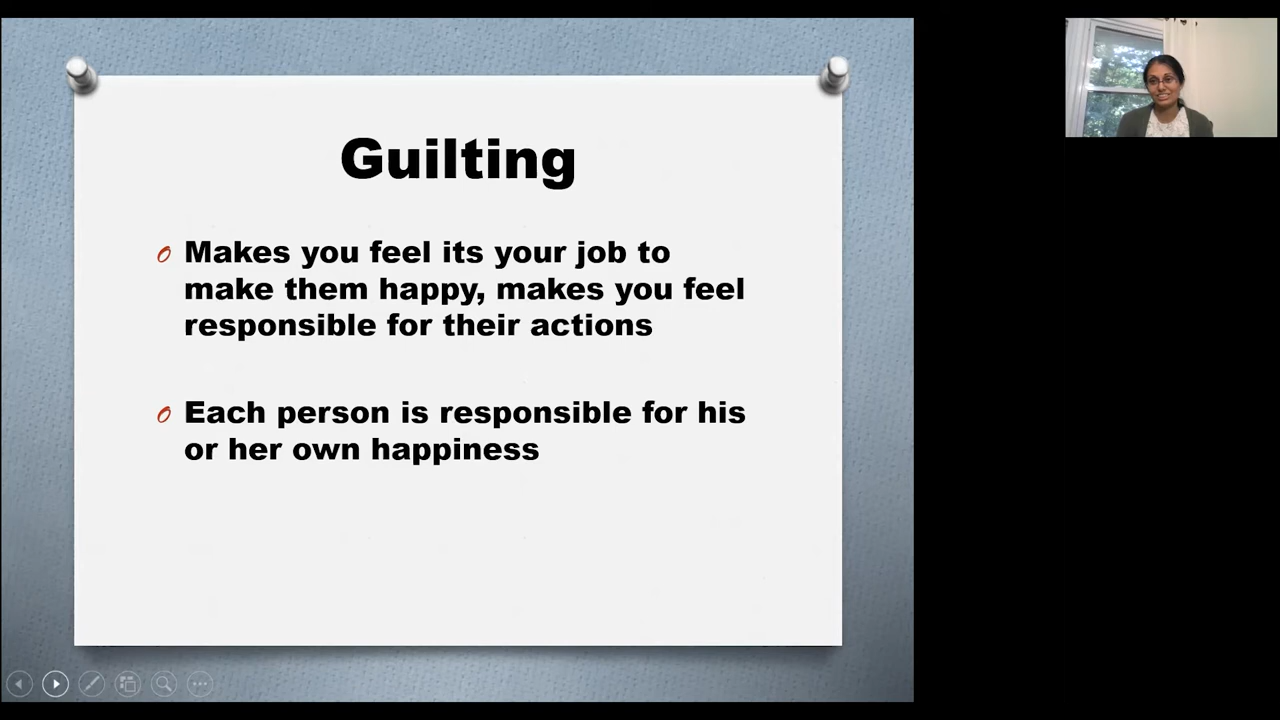 Guilting
Makes you feel its your job to
make them happy, makes you feel
responsible for their actions
Each person is responsible for his
or her own happiness